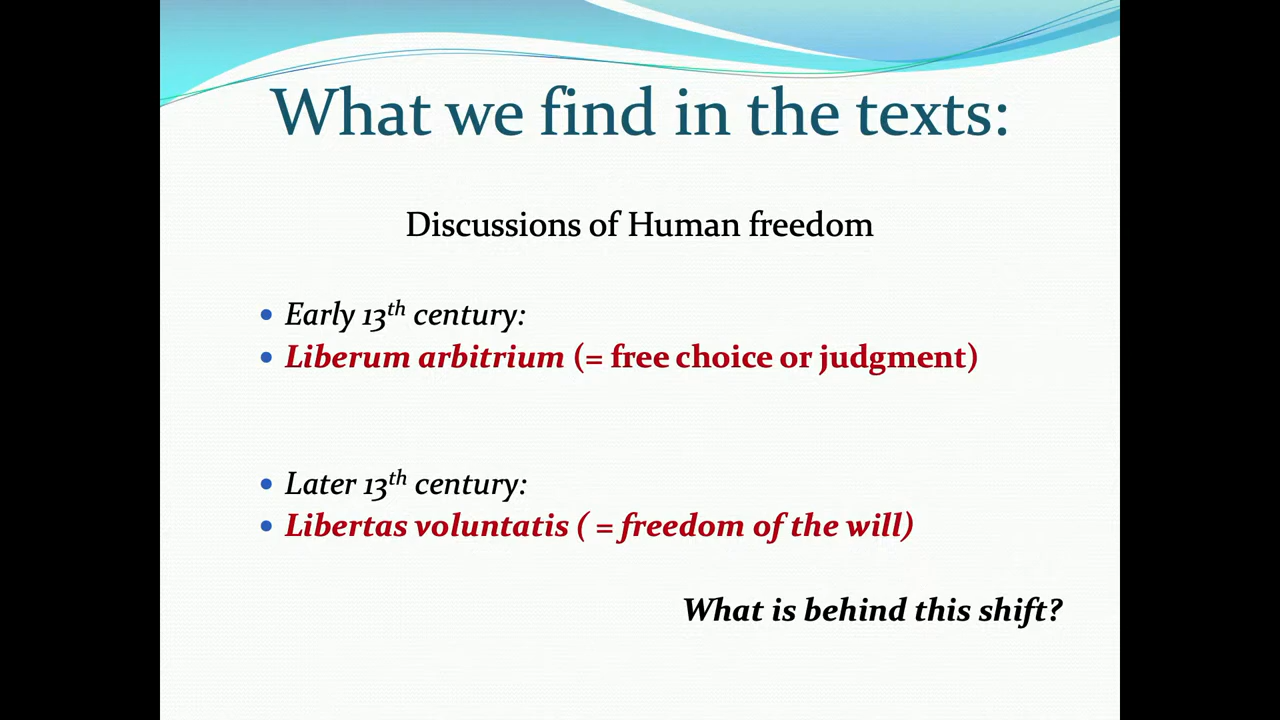 What we find in the texts:
Discussions of Human freedom
• Early 13th century:
• Liberum arbitrium (= free choice or judgment)
• Later 13th century:
• Libertas voluntatis ( = freedom of the will)
What is behind this shift?